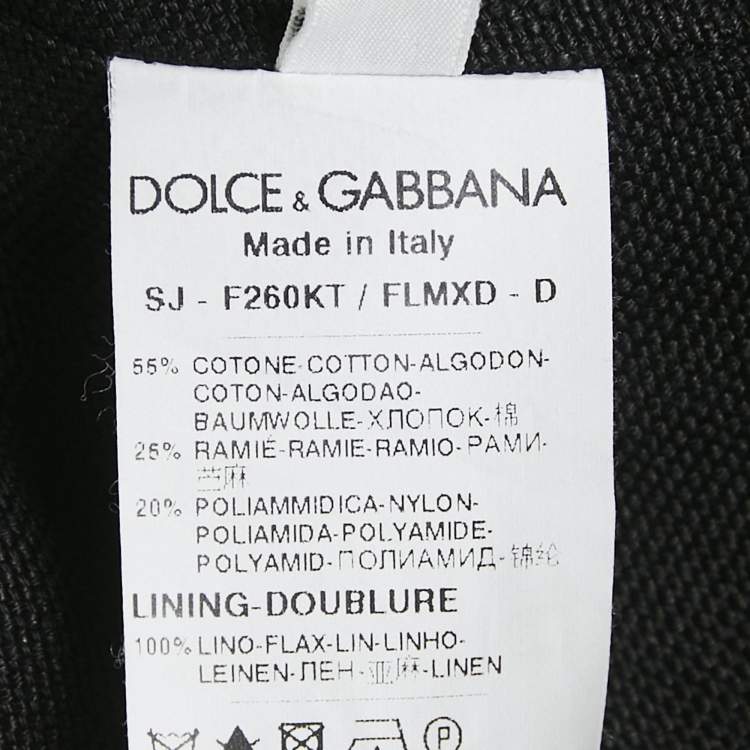 DOLCE & GABBANA
Made in Italy
SJ - F260KT / FLMXD - D
55% COTONE-COTTON-ALGODON-
COTON-ALGODAO-
BAUMWOLLE-ХЛОПОК-棉
25% RAMIÉ-RAMIE-RAMIO-РАМИ-
苎麻
20% POLIAMMIDICA-NYLON-
POLIAMIDA-POLYAMIDE-
POLYAMID-ПОЛИАМИД-锦纶
LINING-DOUBLURE
100% LINO-FLAX-LIN-LINHO-
LEINEN-ЛЕН-亚麻-LINEN
P